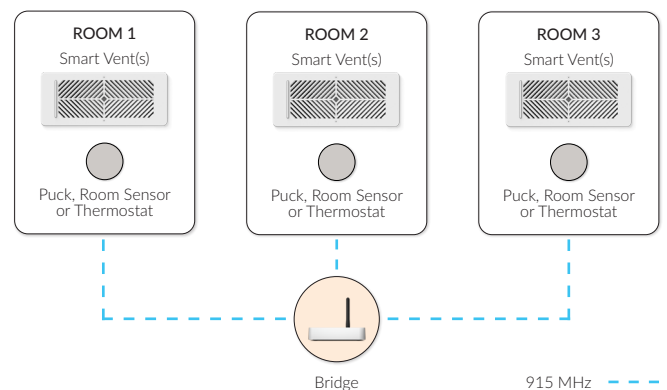 ROOM 1
Smart Vent(s)
Puck, Room Sensor
or Thermostat
ROOM 2
Smart Vent(s)
Puck, Room Sensor
or Thermostat
ROOM 3
Smart Vent(s)
Puck, Room Sensor
or Thermostat
Bridge
915 MHz